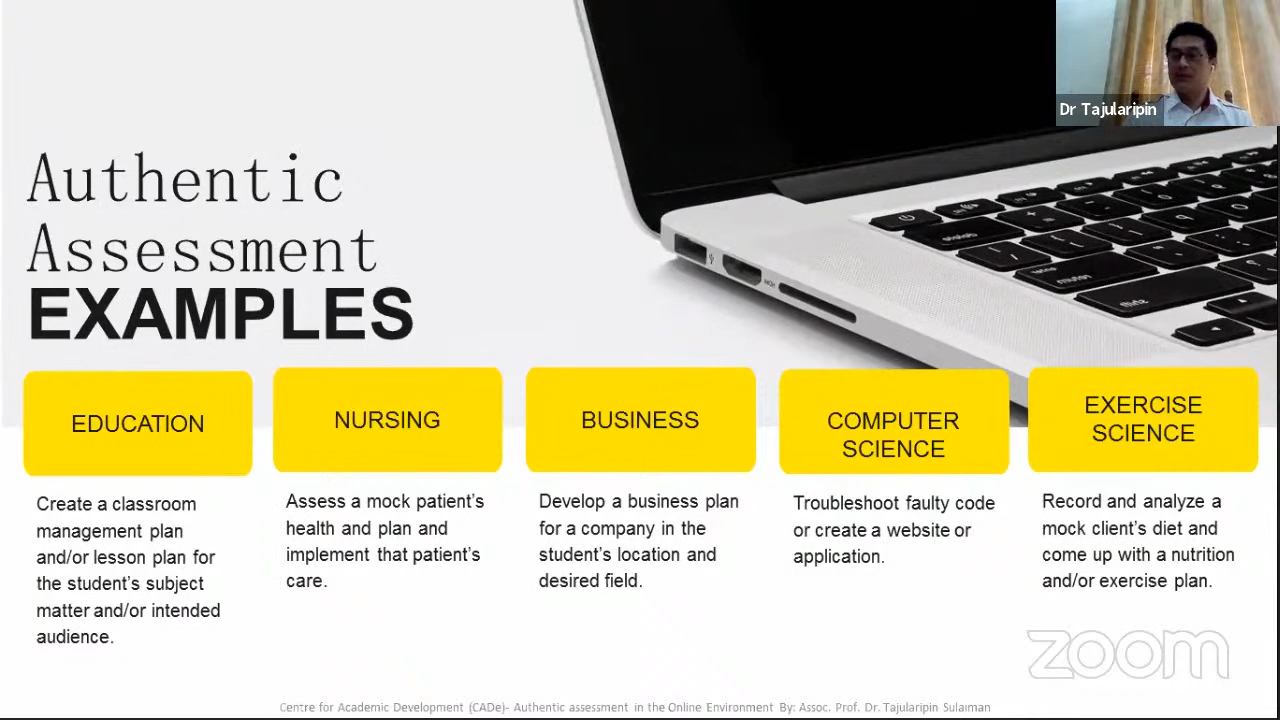 Dr Tajularipin
Authentic
Assessment
EXAMPLES
EDUCATION
Create a classroom
management plan
and/or lesson plan for
the student's subject
matter and/or intended
audience.
NURSING
Assess a mock patient's
health and plan and
implement that patient's
care.
BUSINESS
Develop a business plan
for a company in the
student's location and
desired field.
COMPUTER
SCIENCE
Troubleshoot faulty code
or create a website or
application.
EXERCISE
SCIENCE
Record and analyze a
mock client's diet and
come up with a nutrition
and/or exercise plan.
zoom
Centre for Academic Development (CADe)- Authentic assessment in the Online Environment By: Assoc. Prof. Dr. Tajularipin Sulaiman